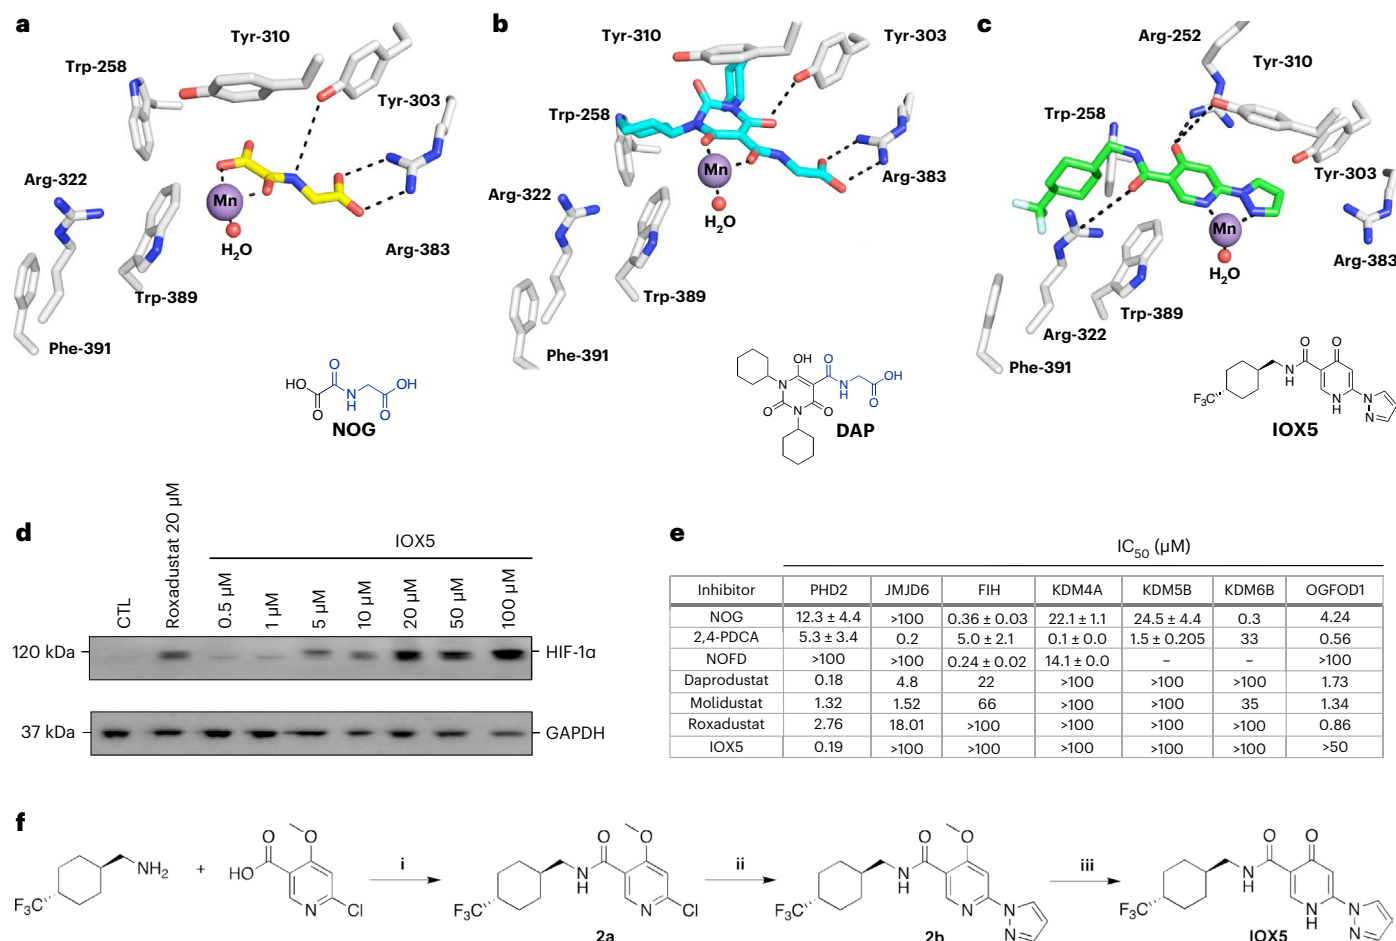 a
Tyr-310
Trp-258
Tyr-303
Arg-322
Mn
H2O
Arg-383
Trp-389
Phe-391
O
HO
OH
O
N
H
O
NOG
b
Tyr-310
Tyr-303
Trp-258
Mn
Arg-383
Arg-322
H2O
Trp-389
Phe-391
OH
O
OH
N
N
H
O
O
N
O
DAP
c
Arg-252
Tyr-310
Trp-258
Tyr-303
Mn
Arg-383
H2O
Trp-389
Arg-322
Phe-391
O
O
NH
F3C
N
H
N
N
IOX5
d
IOX5
CTL
Roxadustat 20 µM
0.5 µM
1 µM
5 µM
10 µM
20 µM
50 µM
100 µM
120 kDa
HIF-1α
37 kDa
GAPDH
e
IC50 (µM)
Inhibitor PHD2 JMJD6 FIH KDM4A KDM5B KDM6B OGFOD1
NOG 12.3 ± 4.4 >100 0.36 ± 0.03 22.1 ± 1.1 24.5 ± 4.4 0.3 4.24
2,4-PDCA 5.3 ± 3.4 0.2 5.0 ± 2.1 0.1 ± 0.0 1.5 ± 0.205 33 0.56
NOFD >100 >100 0.24 ± 0.02 14.1 ± 0.0 – – >100
Daprodustat 0.18 4.8 22 >100 >100 >100 1.73
Molidustat 1.32 1.52 66 >100 >100 35 1.34
Roxadustat 2.76 18.01 >100 >100 >100 >100 0.86
IOX5 0.19 >100 >100 >100 >100 >100 >50
f
NH2
F3C
+
O
O
HO
N
Cl
i
O
O
N
H
F3C
N
Cl
2a
ii
O
O
N
H
F3C
N
N
N
2b
iii
O
O
N
H
F3C
N
H
N
N
IOX5